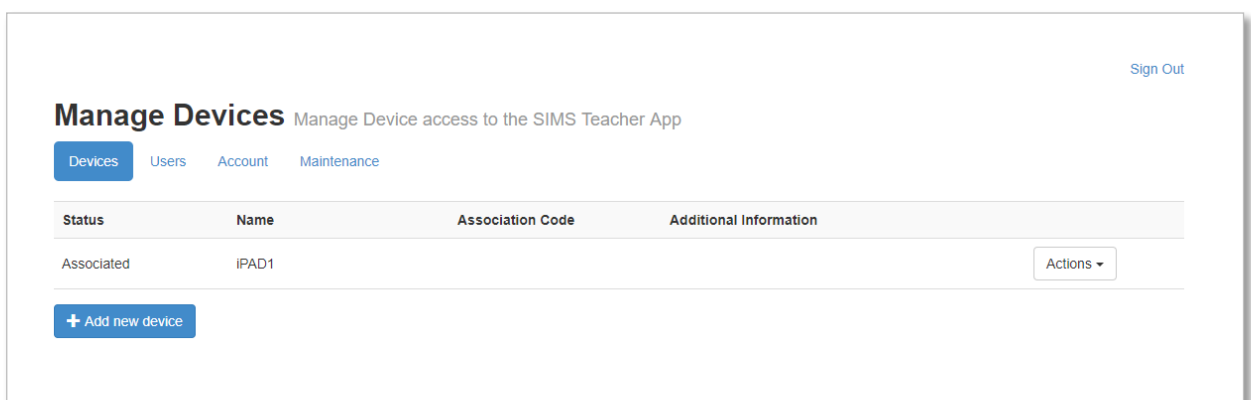 Sign Out
Manage Devices Manage Device access to the SIMS Teacher App
Devices Users Account Maintenance
Status Name Association Code Additional Information
Associated iPAD1 Actions
Add new device